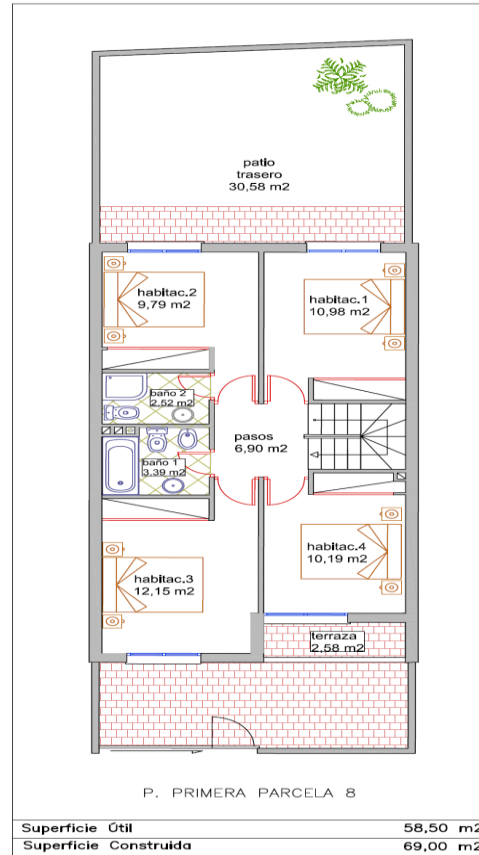 patio
trasero
30,58 m2
habitac.2
9,79 m2
habitac.1
10,98 m2
baño 2
2.52 m2
pasos
6,90 m2
baño 1
3.39 m2
habitac.3
12,15 m2
habitac.4
10,19 m2
terraza
2,58 m2
P. PRIMERA PARCELA 8
Superficie Útil 58,50 m2
Superficie Construida 69,00 m2